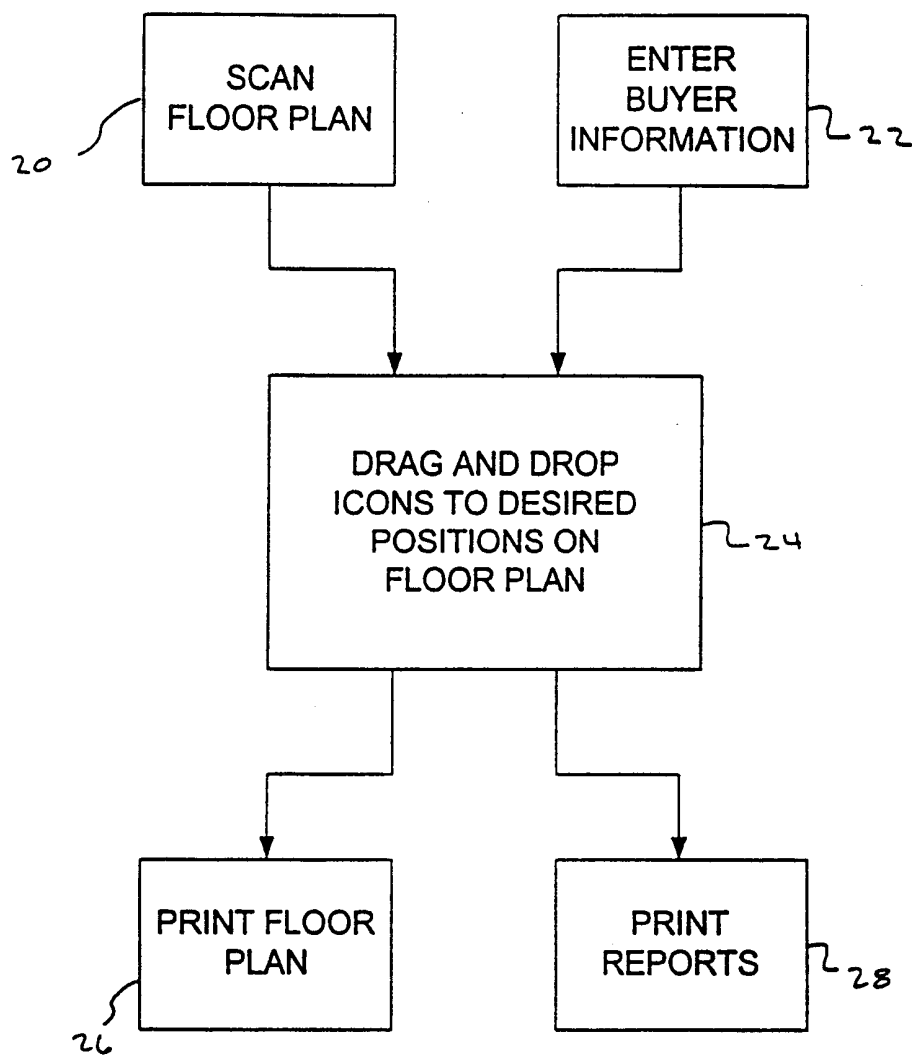 SCAN
FLOOR PLAN
20
ENTER
BUYER
INFORMATION
22
DRAG AND DROP
ICONS TO DESIRED
POSITIONS ON
FLOOR PLAN
24
PRINT FLOOR
PLAN
26
PRINT
REPORTS
28